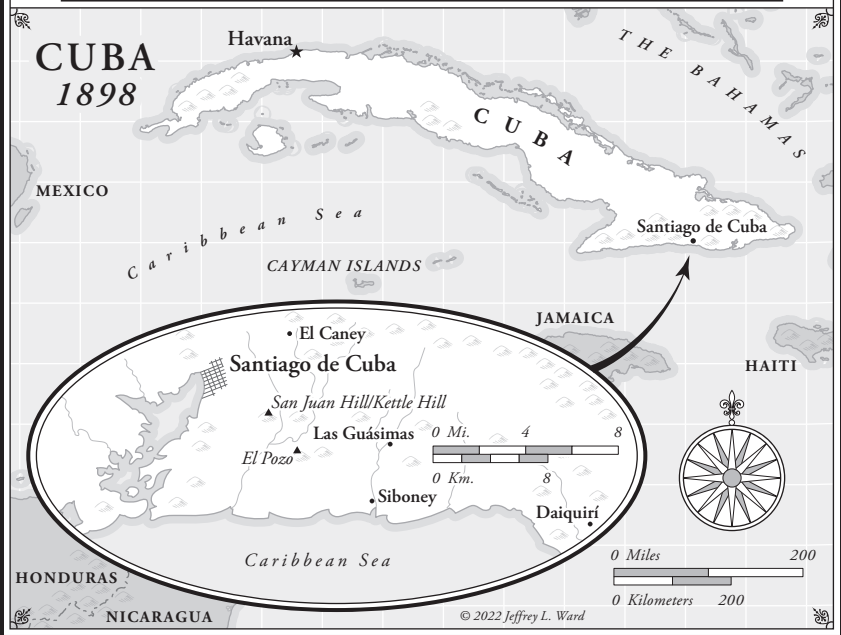 CUBA
1898
Havana
THE BAHAMAS
CUBA
MEXICO
Santiago de Cuba
Caribbean Sea
CAYMAN ISLANDS
JAMAICA
HAITI
El Caney
Santiago de Cuba
San Juan Hill/Kettle Hill
Las Guásimas
0 Mi. 4 8
El Pozo
0 Km. 8
Siboney
Daiquirí
Caribbean Sea
0 Miles 200
HONDURAS
0 Kilometers 200
NICARAGUA
© 2022 Jeffrey L. Ward